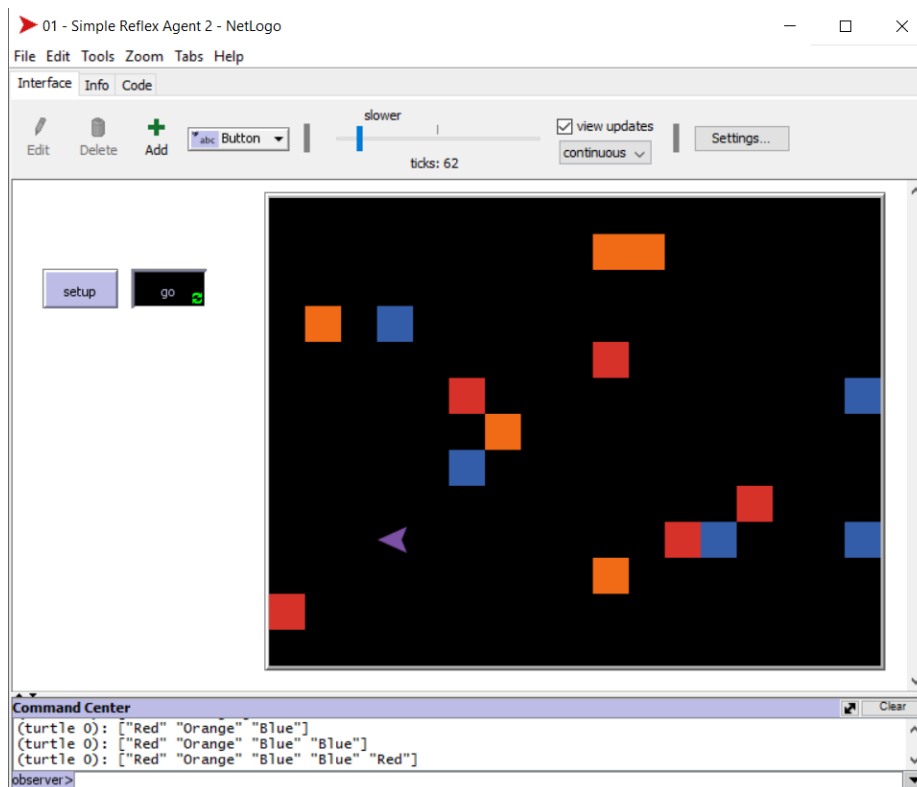 01 - Simple Reflex Agent 2 - NetLogo
File Edit Tools Zoom Tabs Help
Interface Info Code
Edit Delete Add abc Button slower ticks: 62 view updates continuous Settings...
setup go
Command Center Clear
(turtle 0): ["Red" "Orange" "Blue"]
(turtle 0): ["Red" "Orange" "Blue" "Blue"]
(turtle 0): ["Red" "Orange" "Blue" "Blue" "Red"]
observer>